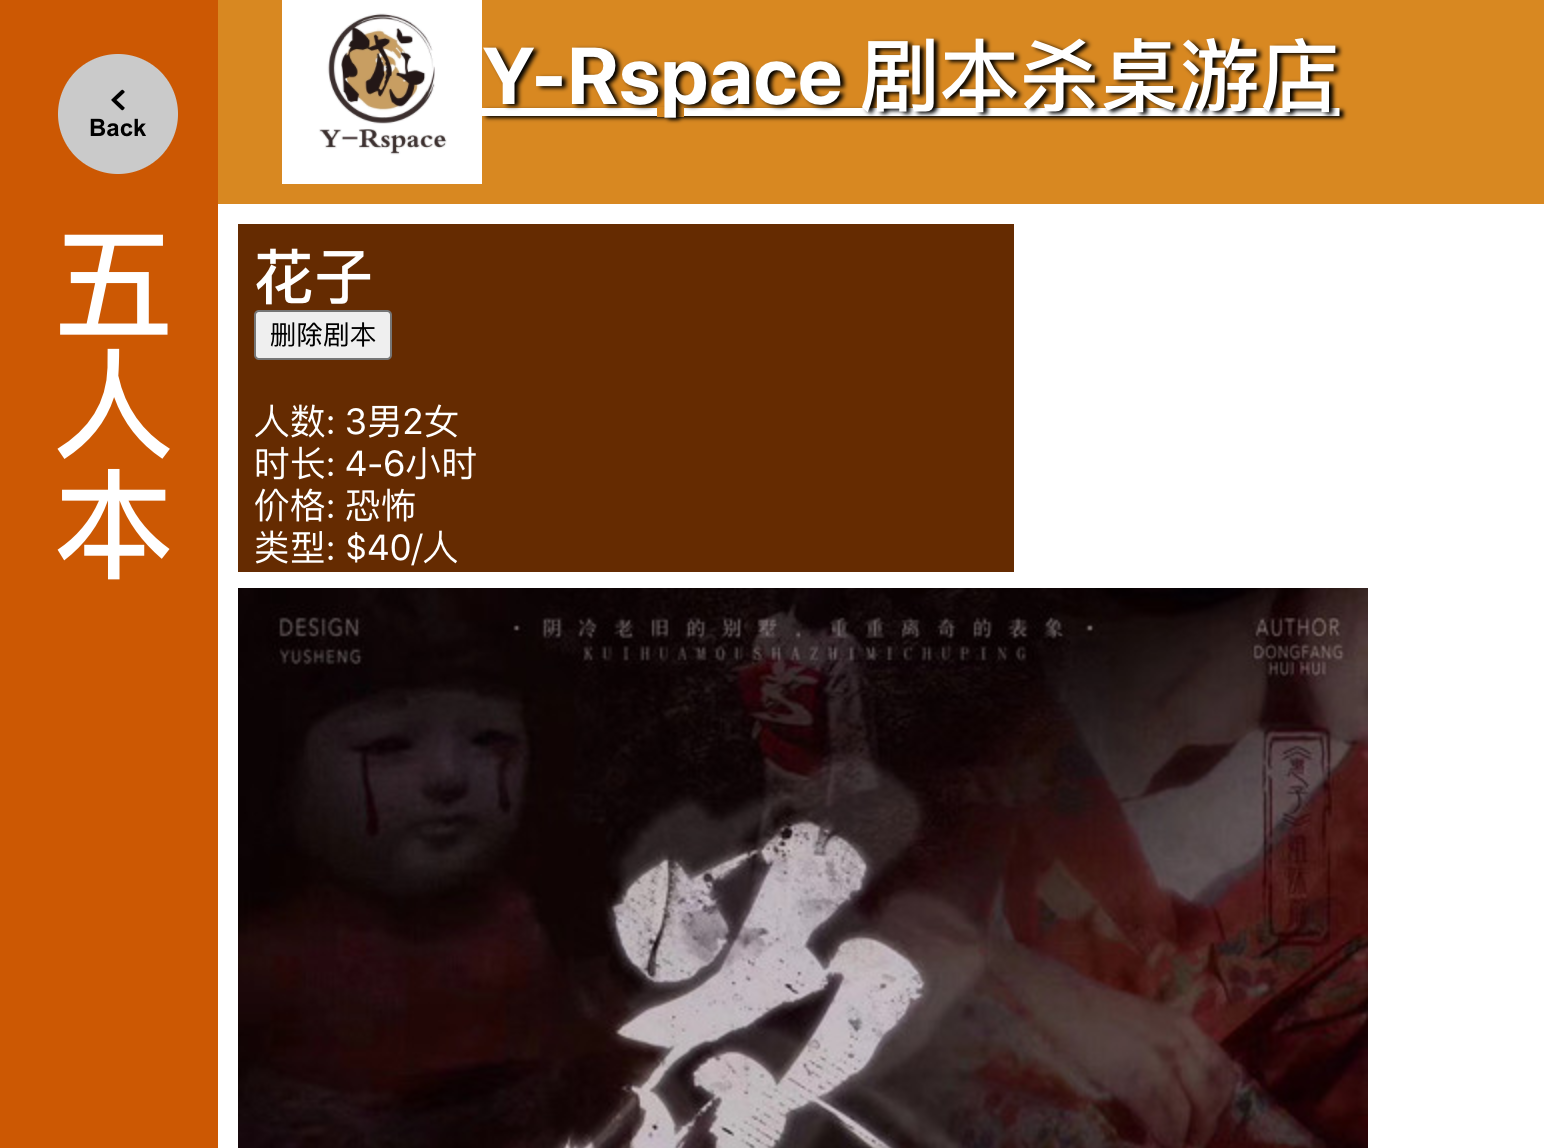 Back
五
人
本
Y-Rspace
Y-Rspace 剧本杀桌游店
花子
删除剧本
人数: 3男2女
时长: 4-6小时
价格: 恐怖
类型: $40/人
DESIGN
YUSHENG
· 阴冷老旧的别墅，重重离奇的表象 ·
KUIHUAMOUSHAZHIMICHUPING
AUTHOR
DONGFANG
HUI HUI